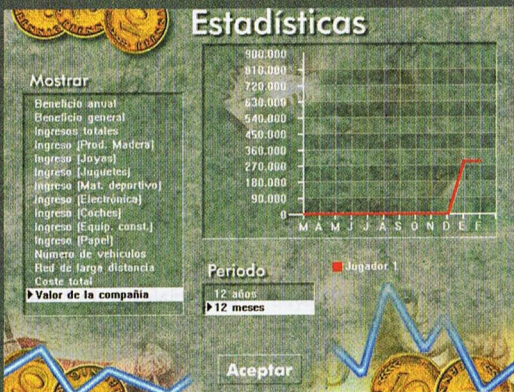 Estadísticas
Mostrar
Beneficio anual
Beneficio general
Ingresos totales
Ingreso (Prod. Madera)
Ingreso (Joyas)
Ingreso (Juguetes)
Ingreso (Mat. deportivo)
Ingreso (Electrónica)
Ingreso (Coches)
Ingreso (Equip. const.)
Ingreso (Papel)
Número de vehículos
Red de larga distancia
Coste total
Valor de la compañia
900.000
810.000
720.000
630.000
540.000
450.000
360.000
270.000
180.000
90.000
0
M A M J J A S O N D E F
Jugador 1
Periodo
12 años
12 meses
Aceptar